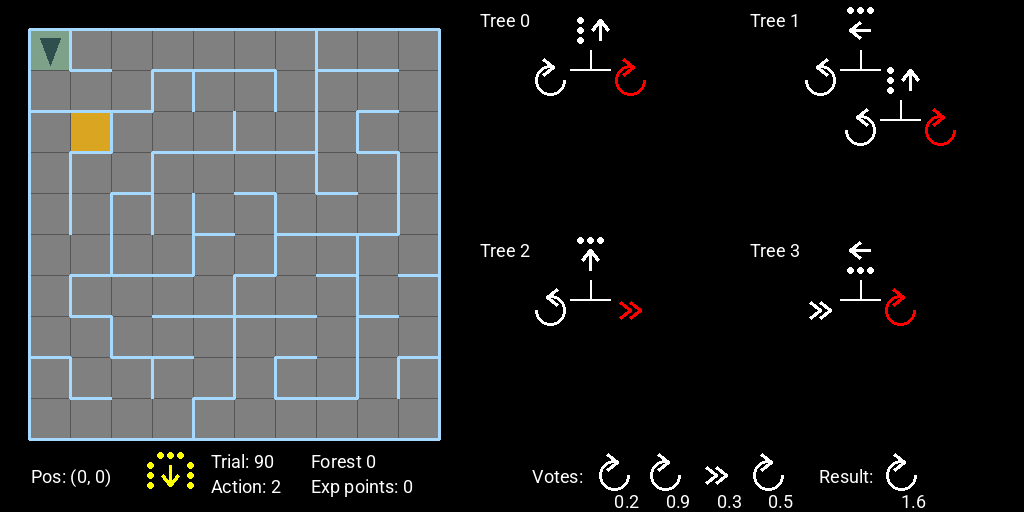 Tree 0
Tree 1
Tree 2
Tree 3
Pos: (0, 0)
Trial: 90
Action: 2
Forest 0
Exp points: 0
Votes:
0.2
0.9
0.3
0.5
Result:
1.6